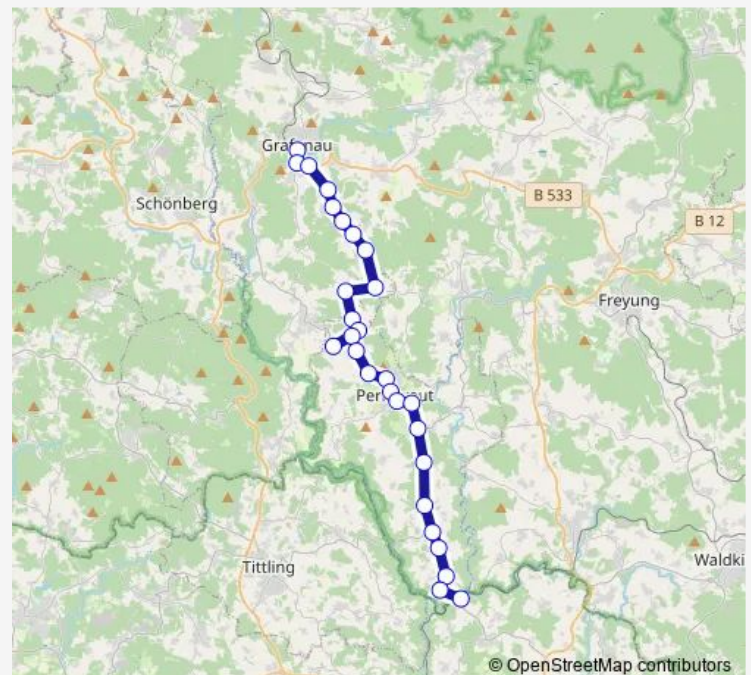 Grafenau
Schönberg
B 533
B 12
Freyung
Tittling
Waldki
© OpenStreetMap contributors